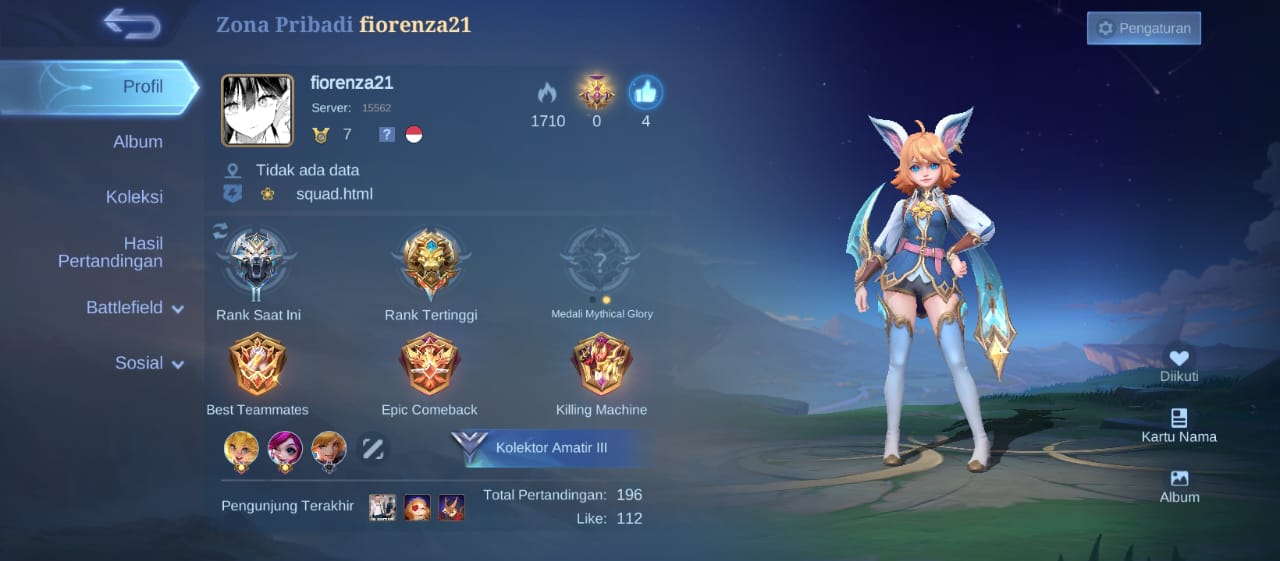 Zona Pribadi fiorenza21
Pengaturan
Profil
Album
Koleksi
Hasil
Pertandingan
Battlefield
Sosial
fiorenza21
Server: 15562
7
?
1710
0
4
Tidak ada data
squad.html
Rank Saat Ini
Rank Tertinggi
?
Medali Mythical Glory
II
Best Teammates
Epic Comeback
Killing Machine
Kolektor Amatir III
Pengunjung Terakhir
Total Pertandingan: 196
Like: 112
Diikuti
Kartu Nama
Album